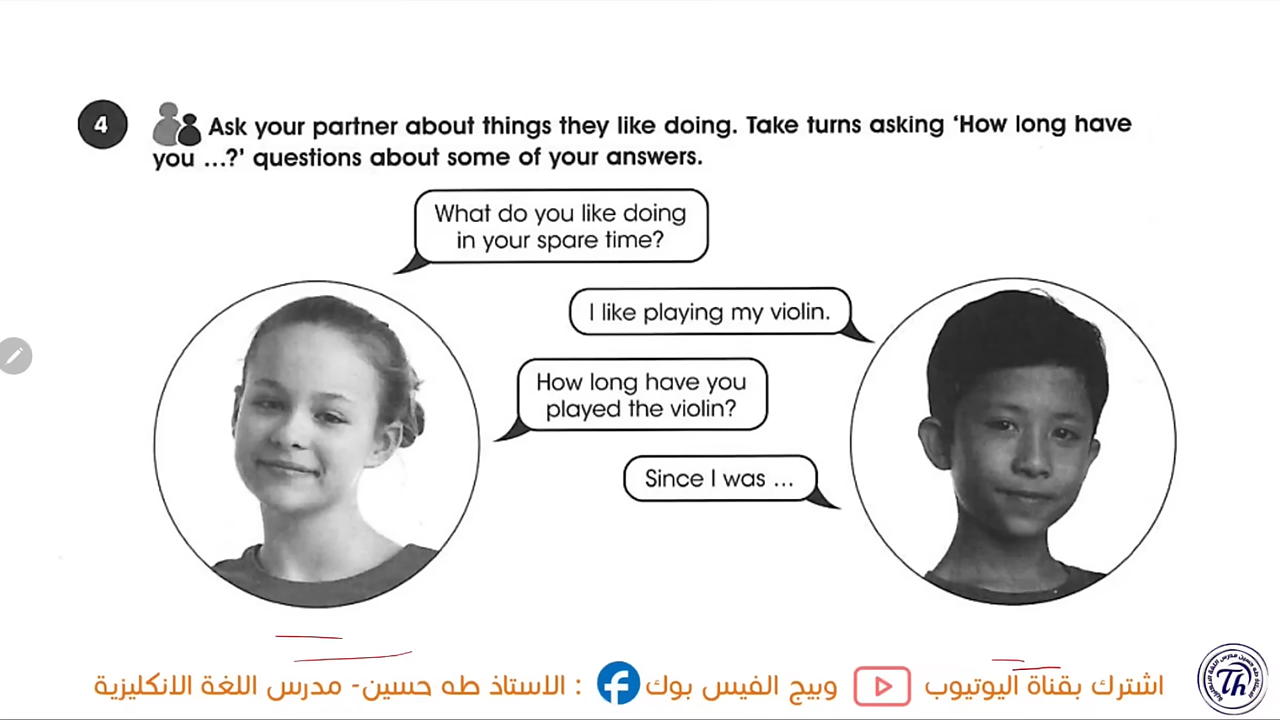 4
Ask your partner about things they like doing. Take turns asking ‘How long have
you ...?’ questions about some of your answers.
What do you like doing
in your spare time?
I like playing my violin.
How long have you
played the violin?
Since I was ...
اشترك بقناة اليوتيوب وبيج الفيس بوك : الاستاذ طه حسين- مدرس اللغة الانكليزية
Th